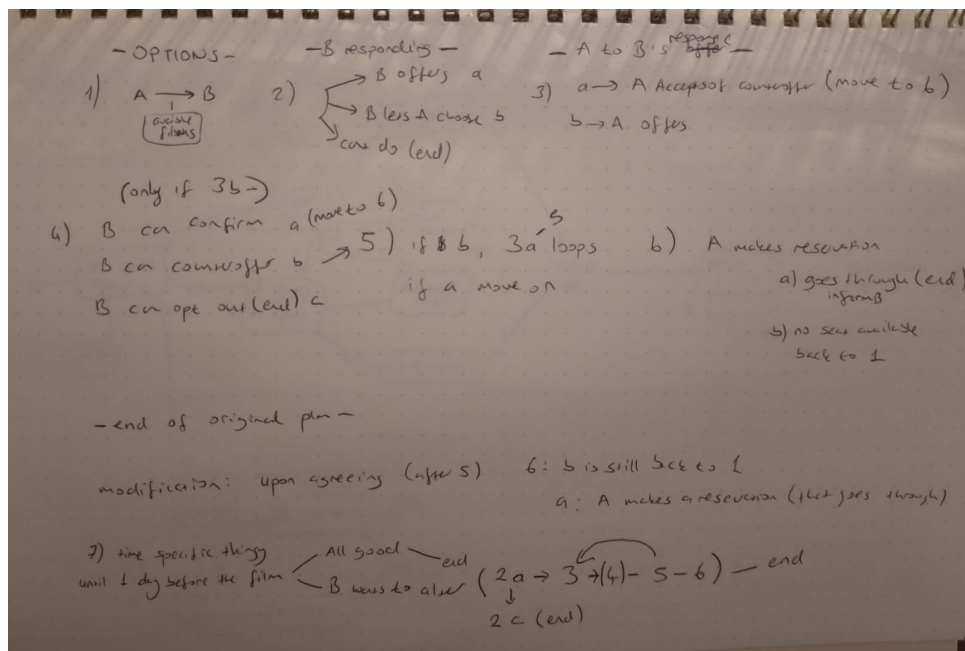 - OPTIONS -
- B responding -
- A to B's offer response -
1) A → B
available films
2) B offers a
B lets A choose b
can't do (end)
3) a → A Accepts of counteroffer (move to 6)
b → A offers
(only if 3b -)
4) B can confirm a (move to 6)
B can counteroffer b
B can opt out (end) c
5) if b, 3a 5 loops
if a move on
6) A makes reservation
a) goes through (end)
inform B
b) no seat available
back to 1
- end of original plan -
modification: upon agreeing (after 5)
6: b is still back to 1
a: A makes a reservation (that goes through)
7) time specific thingy
until 1 day before the film
All good - end
B wants to alter (2a → 3 → (4) - 5 - 6) - end
2c (end)